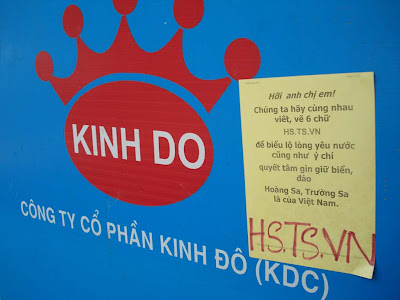 KINH DO
CÔNG TY CỔ PHẦN KINH ĐÔ (KDC)
Hỡi anh chị em!
Chúng ta hãy cùng nhau
viết, vẽ 6 chữ
HS.TS.VN
để biểu lộ lòng yêu nước
cũng như ý chí
quyết tâm gìn giữ biển,
đảo
Hoàng Sa, Trường Sa
là của Việt Nam.
HS.TS.VN